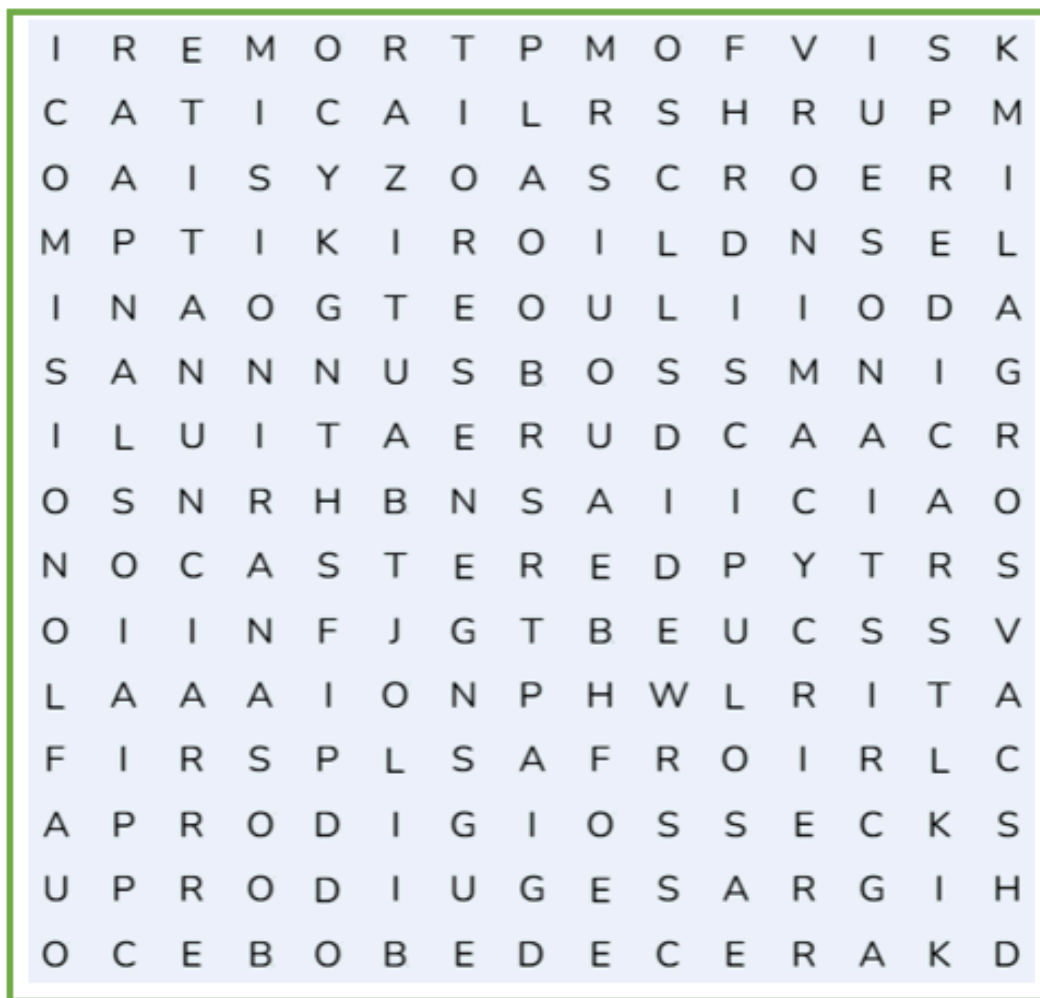 I R E M O R T P M O F V I S K
C A T I C A I L R S H R U P M
O A I S Y Z O A S C R O E R I
M P T I K I R O I L D N S E L
I N A O G T E O U L I I O D A
S A N N N U S B O S S M N I G
I L U I T A E R U D C A A C R
O S N R H B N S A I I C I A O
N O C A S T E R E D P Y T R S
O I I N F J G T B E U C S S V
L A A A I O N P H W L R I T A
F I R S P L S A F R O I R L C
A P R O D I G I O S S E C K S
U P R O D I U G E S A R G I H
O C E B O B E D E C E R A K D